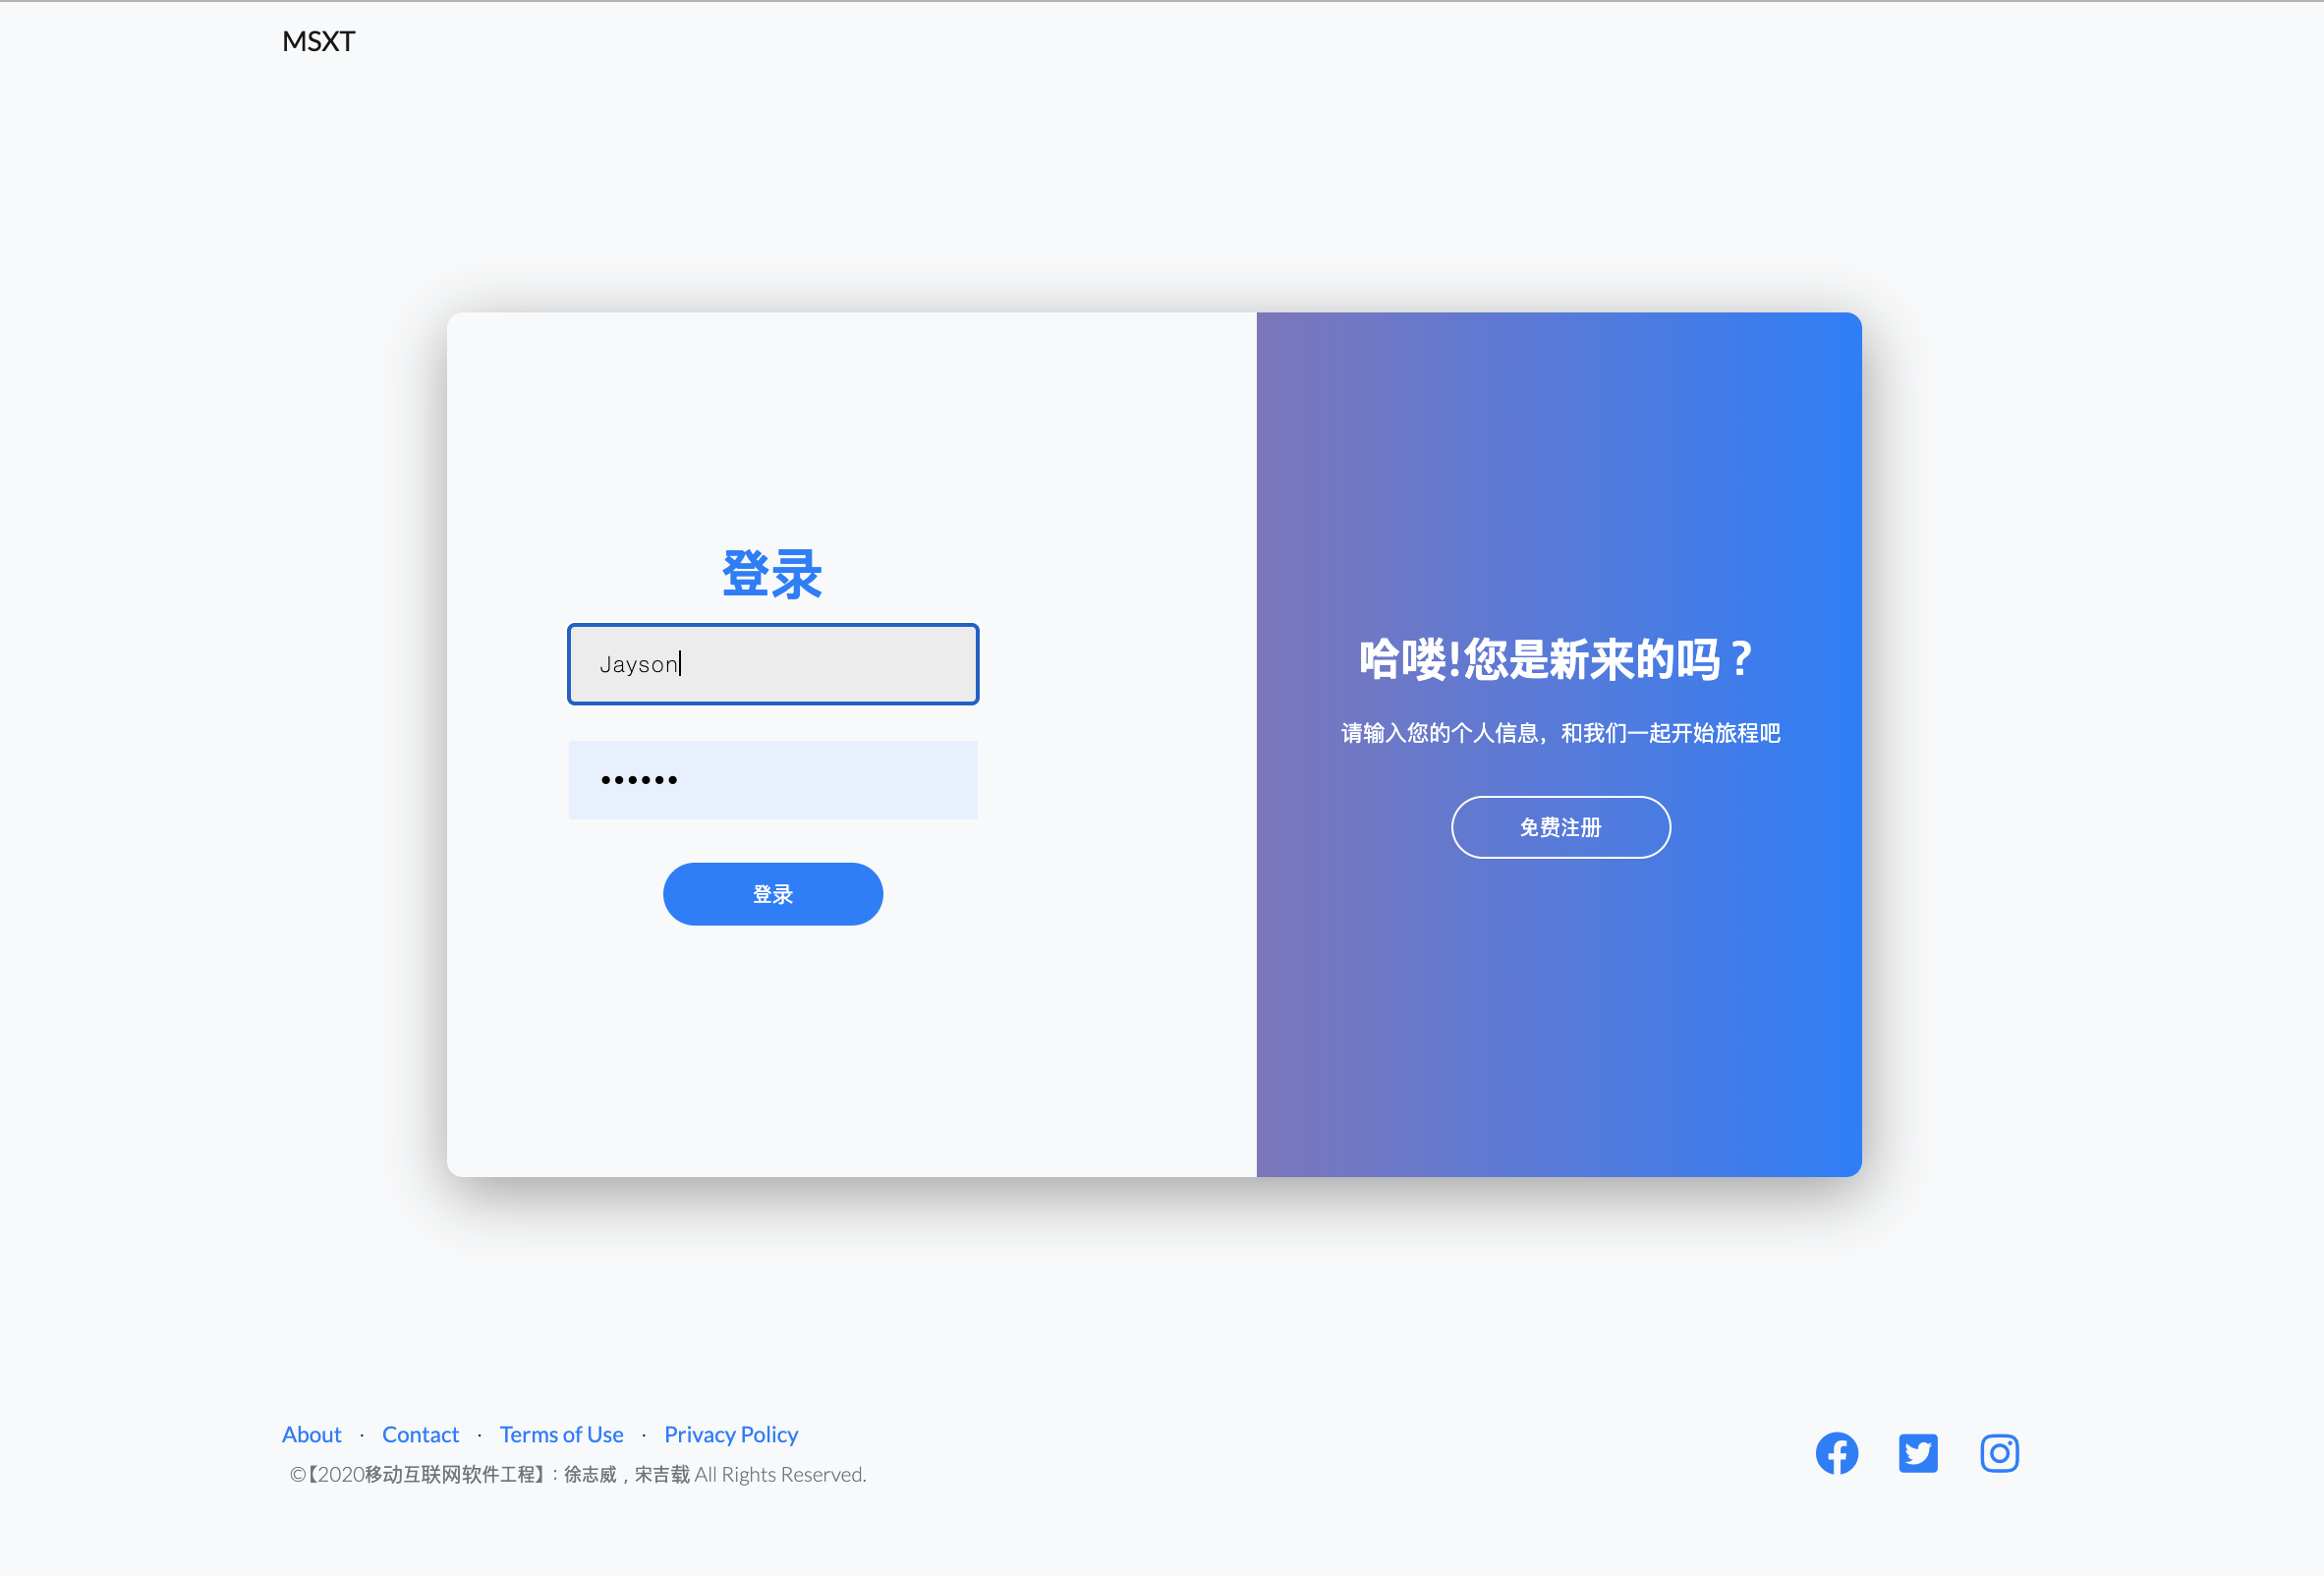 MSXT
登录
Jayson
••••••
登录
哈喽!您是新来的吗？
请输入您的个人信息，和我们一起开始旅程吧
免费注册
About · Contact · Terms of Use · Privacy Policy
©【2020移动互联网软件工程】：徐志威，宋吉载 All Rights Reserved.